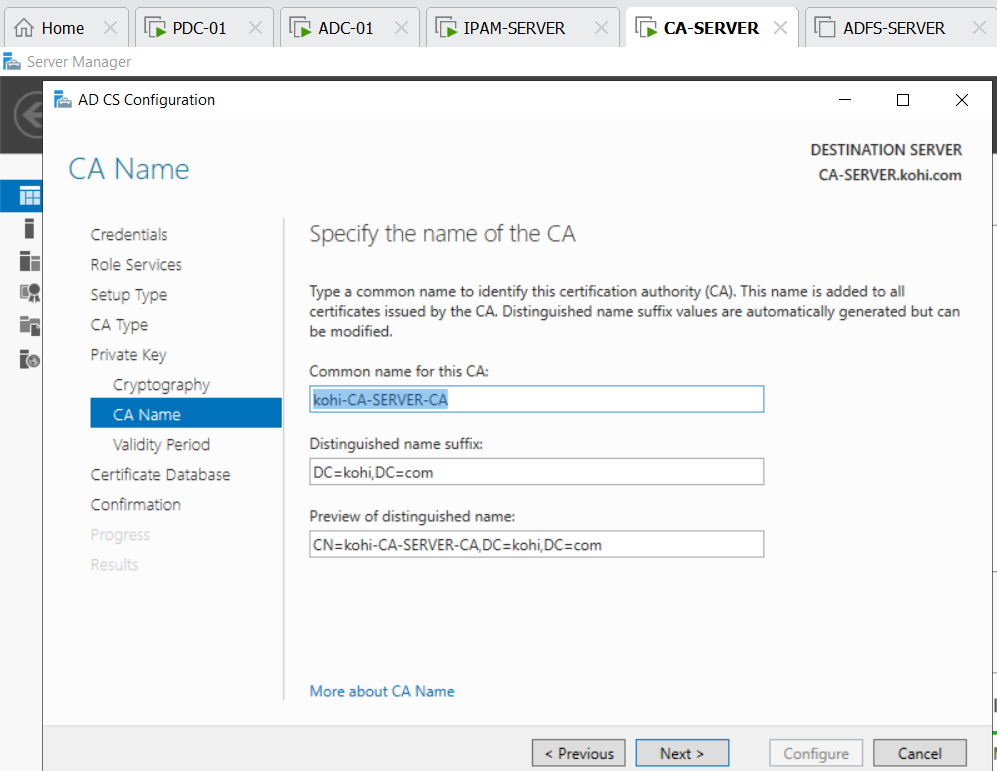 Home
PDC-01
ADC-01
IPAM-SERVER
CA-SERVER
ADFS-SERVER
Server Manager
AD CS Configuration
CA Name
DESTINATION SERVER
CA-SERVER.kohi.com
Credentials
Role Services
Setup Type
CA Type
Private Key
Cryptography
CA Name
Validity Period
Certificate Database
Confirmation
Progress
Results
Specify the name of the CA
Type a common name to identify this certification authority (CA). This name is added to all
certificates issued by the CA. Distinguished name suffix values are automatically generated but can
be modified.
Common name for this CA:
kohi-CA-SERVER-CA
Distinguished name suffix:
DC=kohi,DC=com
Preview of distinguished name:
CN=kohi-CA-SERVER-CA,DC=kohi,DC=com
More about CA Name
< Previous
Next >
Configure
Cancel